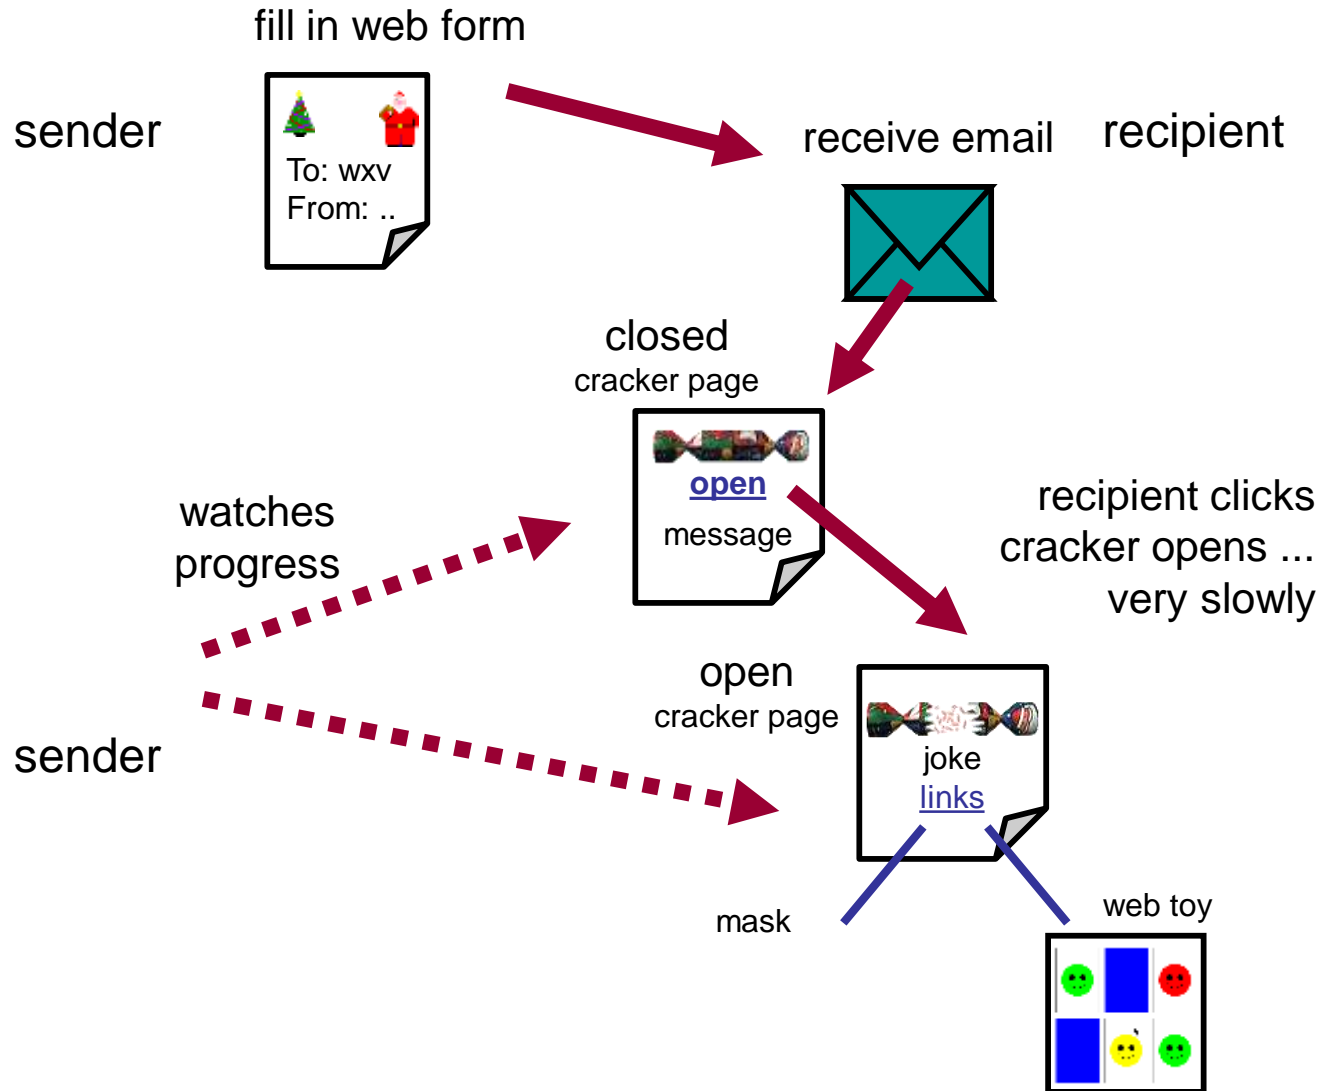 fill in web form
sender
To: wxv
From: ..
receive email
recipient
closed
cracker page
open
message
watches
progress
recipient clicks
cracker opens ...
very slowly
open
cracker page
sender
joke
links
mask
web toy